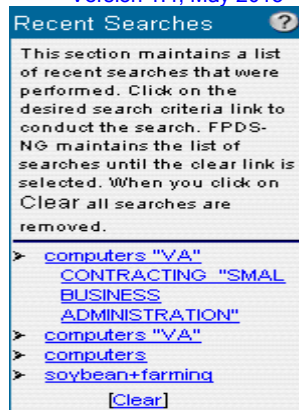 Recent Searches ?
This section maintains a list
of recent searches that were
performed. Click on the
desired search criteria link to
conduct the search. FPDS-
NG maintains the list of
searches until the clear link is
selected. When you click on
Clear all searches are
removed.
➤ computers "VA"
CONTRACTING "SMAL
BUSINESS
ADMINISTRATION"
➤ computers "VA"
➤ computers
➤ soybean+farming
[Clear]